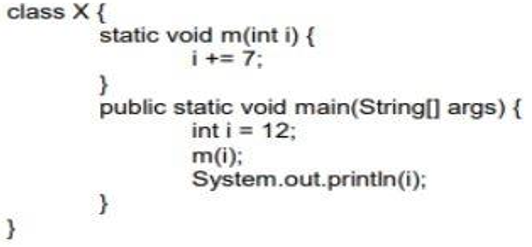 class X {
static void m(int i) {
i += 7;
}
public static void main(String[] args) {
int i = 12;
m(i);
System.out.println(i);
}
}